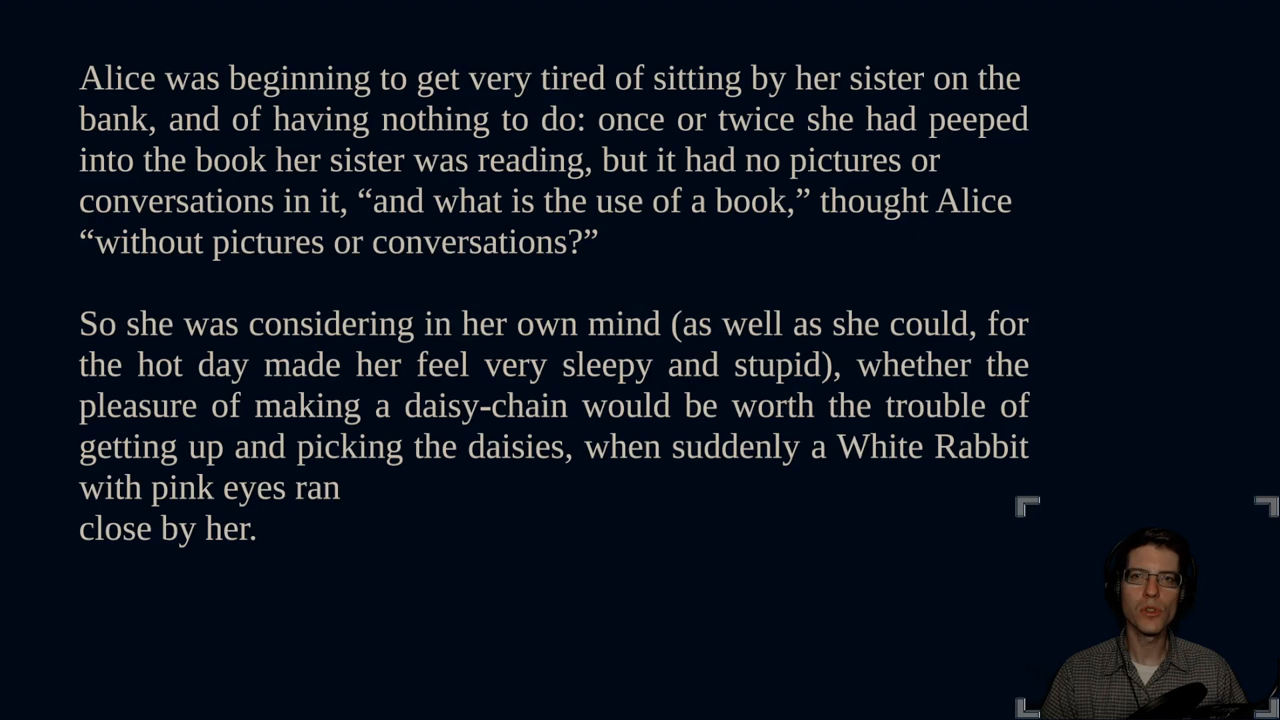 Alice was beginning to get very tired of sitting by her sister on the
bank, and of having nothing to do: once or twice she had peeped
into the book her sister was reading, but it had no pictures or
conversations in it, “and what is the use of a book,” thought Alice
“without pictures or conversations?”
So she was considering in her own mind (as well as she could, for
the hot day made her feel very sleepy and stupid), whether the
pleasure of making a daisy-chain would be worth the trouble of
getting up and picking the daisies, when suddenly a White Rabbit
with pink eyes ran
close by her.